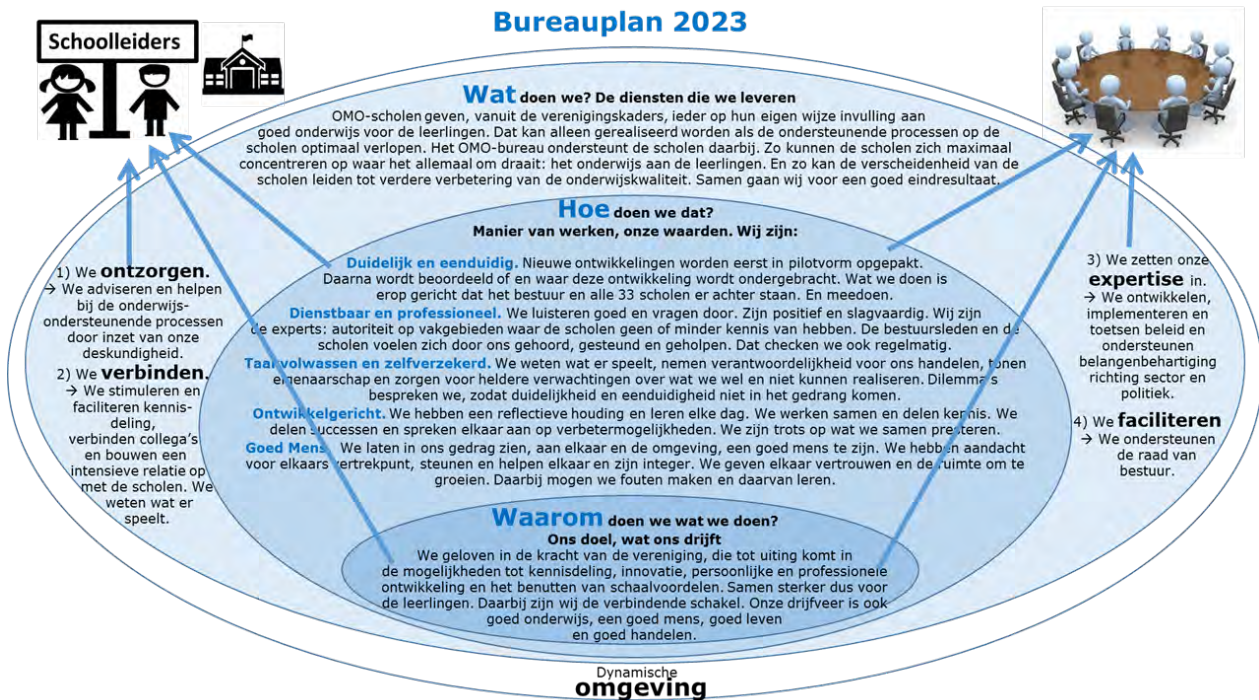 Bureauplan 2023
Schoolleiders
Wat doen we? De diensten die we leveren
OMO-scholen geven, vanuit de verenigingskaders, ieder op hun eigen wijze invulling aan
goed onderwijs voor de leerlingen. Dat kan alleen gerealiseerd worden als de ondersteunende processen op de
scholen optimaal verlopen. Het OMO-bureau ondersteunt de scholen daarbij. Zo kunnen de scholen zich maximaal
concentreren op waar het allemaal om draait: het onderwijs aan de leerlingen. En zo kan de verscheidenheid van de
scholen leiden tot verdere verbetering van de onderwijskwaliteit. Samen gaan wij voor een goed eindresultaat.
Hoe doen we dat?
Manier van werken, onze waarden. Wij zijn:
Duidelijk en eenduidig. Nieuwe ontwikkelingen worden eerst in pilotvorm opgepakt.
Daarna wordt beoordeeld of en waar deze ontwikkeling wordt ondergebracht. Wat we doen is
erop gericht dat het bestuur en alle 33 scholen er achter staan. En meedoen.
Dienstbaar en professioneel. We luisteren goed en vragen door. Zijn positief en slagvaardig. Wij zijn
de experts: autoriteit op vakgebieden waar de scholen geen of minder kennis van hebben. De bestuursleden en de
scholen voelen zich door ons gehoord, gesteund en geholpen. Dat checken we ook regelmatig.
Taakvolwassen en zelfverzekerd. We weten wat er speelt, nemen verantwoordelijkheid voor ons handelen, tonen
eigenaarschap en zorgen voor heldere verwachtingen over wat we wel en niet kunnen realiseren. Dilemma's
bespreken we, zodat duidelijkheid en eenduidigheid niet in het gedrang komen.
Ontwikkelgericht. We hebben een reflectieve houding en leren elke dag. We werken samen en delen kennis. We
delen successen en spreken elkaar aan op verbetermogelijkheden. We zijn trots op wat we samen presteren.
Goed Mens. We laten in ons gedrag zien, aan elkaar en de omgeving, een goed mens te zijn. We hebben aandacht
voor elkaars vertrekpunt, steunen en helpen elkaar en zijn integer. We geven elkaar vertrouwen en de ruimte om te
groeien. Daarbij mogen we fouten maken en daarvan leren.
Waarom doen we wat we doen?
Ons doel, wat ons drijft
We geloven in de kracht van de vereniging, die tot uiting komt in
de mogelijkheden tot kennisdeling, innovatie, persoonlijke en professionele
ontwikkeling en het benutten van schaalvoordelen. Samen sterker dus voor
de leerlingen. Daarbij zijn wij de verbindende schakel. Onze drijfveer is ook
goed onderwijs, een goed mens, goed leven
en goed handelen.
1) We ontzorgen.
→ We adviseren en helpen
bij de onderwijs-
ondersteunende processen
door inzet van onze
deskundigheid.
2) We verbinden.
→ We stimuleren en
faciliteren kennis-
deling,
verbinden collega's
en bouwen een
intensieve relatie op
met de scholen. We
weten wat er
speelt.
3) We zetten onze
expertise in.
→ We ontwikkelen,
implementeren en
toetsen beleid en
ondersteunen
belangenbehartiging
richting sector en
politiek.
4) We faciliteren
→ We ondersteunen
de raad van
bestuur.
Dynamische
omgeving